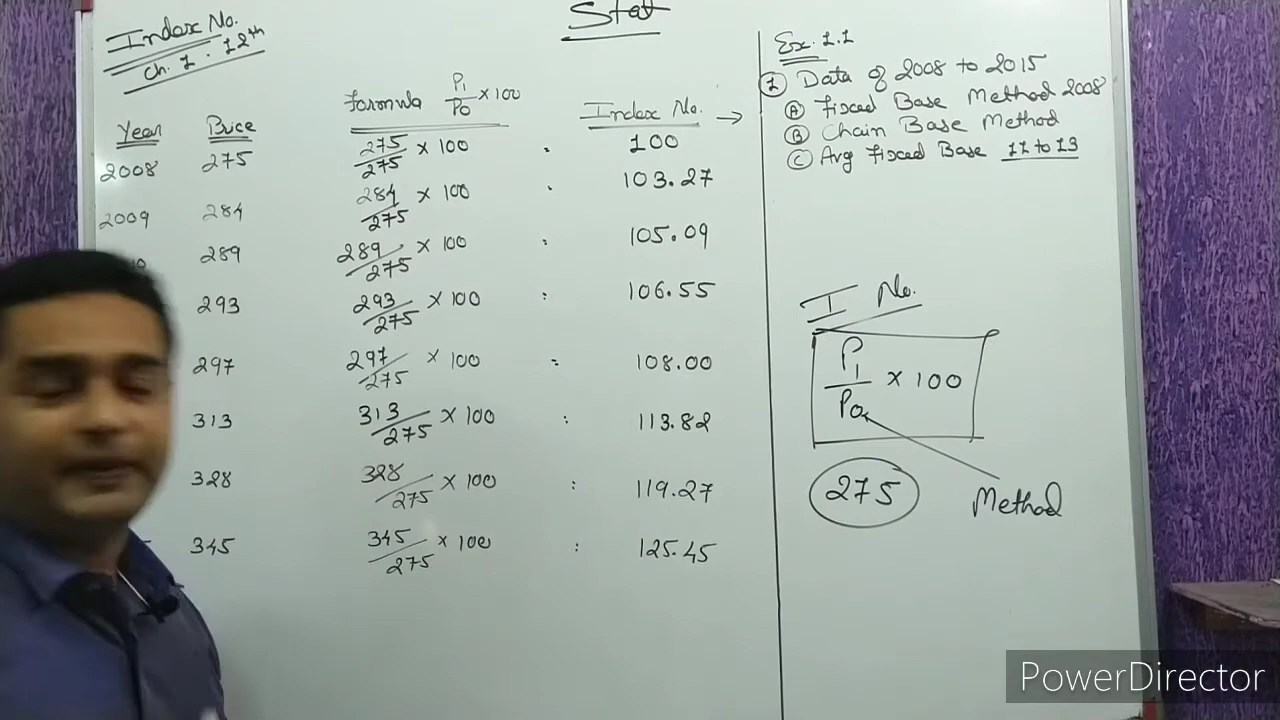 Index No.
Ch. 1 . 12th
Stat
Year Price Formula P1/P0 × 100 Index No. →
2008 275 275/275 × 100 = 100
2009 284 284/275 × 100 = 103.27
289 289/275 × 100 : 105.09
293 293/275 × 100 : 106.55
297 297/275 × 100 = 108.00
313 313/275 × 100 : 113.82
328 328/275 × 100 : 119.27
345 345/275 × 100 : 125.45
Ex. 1.1
1 Data of 2008 to 2015
A Fixed Base Method 2008
B Chain Base Method
C Avg Fixed Base 11 to 13
I No.
P1/P0 × 100
275
Method
PowerDirector